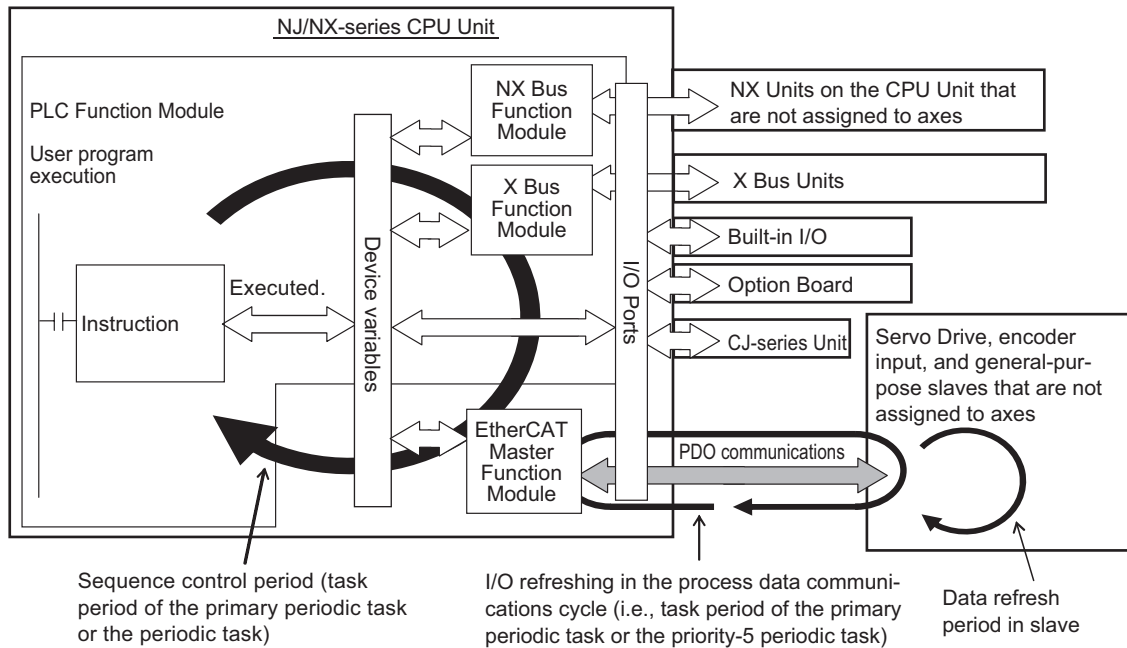 NJ/NX-series CPU Unit
PLC Function Module
User program
execution
Instruction
Executed.
Device variables
NX Bus
Function
Module
X Bus
Function
Module
EtherCAT
Master
Function
Module
I/O Ports
NX Units on the CPU Unit that
are not assigned to axes
X Bus Units
Built-in I/O
Option Board
CJ-series Unit
Servo Drive, encoder
input, and general-pur-
pose slaves that are not
assigned to axes
PDO communications
Sequence control period (task
period of the primary periodic task
or the periodic task)
I/O refreshing in the process data communi-
cations cycle (i.e., task period of the primary
periodic task or the priority-5 periodic task)
Data refresh
period in slave